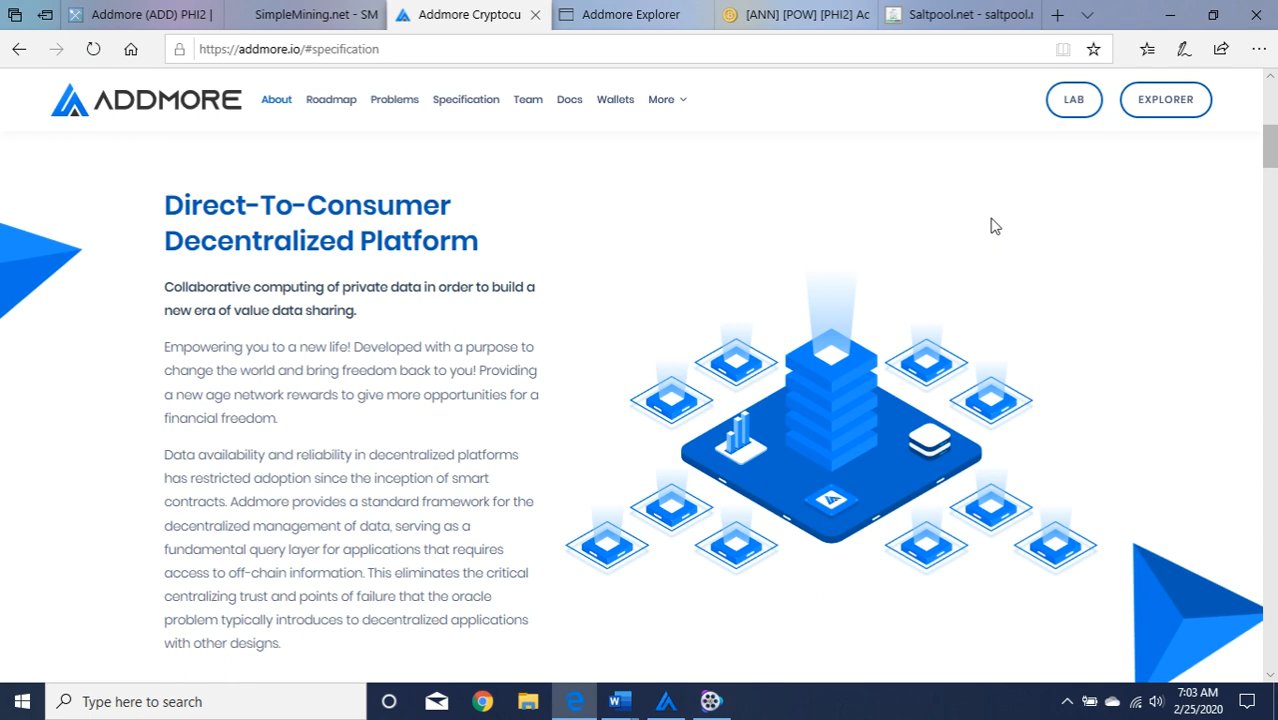 Addmore (ADD) PHI2 |
SimpleMining.net - SM
Addmore Cryptocu
Addmore Explorer
[ANN] [POW] [PHI2] Ac
Saltpool.net - saltpool.r
https://addmore.io/#specification
ADDMORE
About
Roadmap
Problems
Specification
Team
Docs
Wallets
More
LAB
EXPLORER
Direct-To-Consumer
Decentralized Platform
Collaborative computing of private data in order to build a
new era of value data sharing.
Empowering you to a new life! Developed with a purpose to
change the world and bring freedom back to you! Providing
a new age network rewards to give more opportunities for a
financial freedom.
Data availability and reliability in decentralized platforms
has restricted adoption since the inception of smart
contracts. Addmore provides a standard framework for the
decentralized management of data, serving as a
fundamental query layer for applications that requires
access to off-chain information. This eliminates the critical
centralizing trust and points of failure that the oracle
problem typically introduces to decentralized applications
with other designs.
Type here to search
7:03 AM
2/25/2020